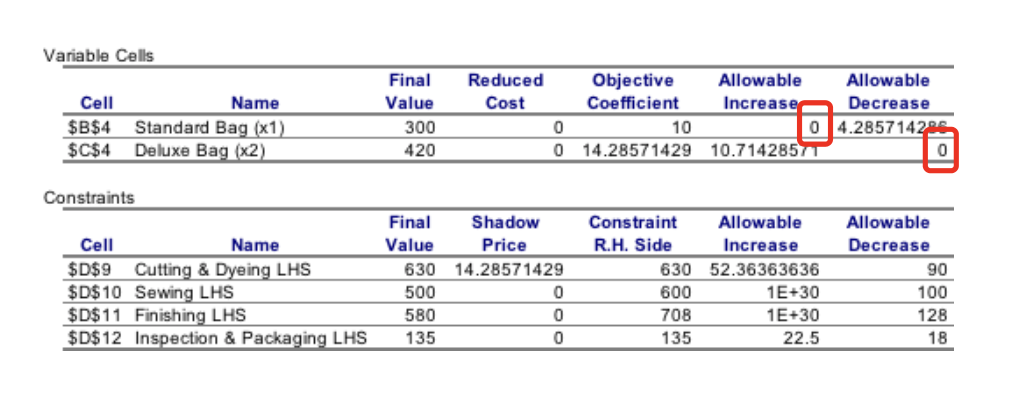 Variable Cells
Final Reduced Objective Allowable Allowable
Cell Name Value Cost Coefficient Increase Decrease
$B$4 Standard Bag (x1) 300 0 10 0 4.285714286
$C$4 Deluxe Bag (x2) 420 0 14.28571429 10.71428571 0
Constraints
Final Shadow Constraint Allowable Allowable
Cell Name Value Price R.H. Side Increase Decrease
$D$9 Cutting & Dyeing LHS 630 14.28571429 630 52.36363636 90
$D$10 Sewing LHS 500 0 600 1E+30 100
$D$11 Finishing LHS 580 0 708 1E+30 128
$D$12 Inspection & Packaging LHS 135 0 135 22.5 18